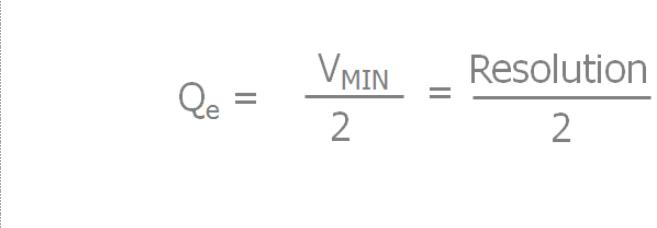 Qe = VMIN / 2 = Resolution / 2